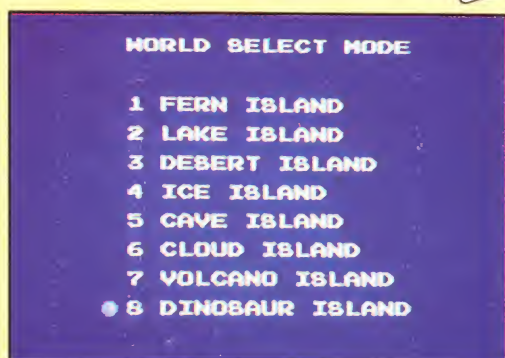 WORLD SELECT MODE
1 FERN ISLAND
2 LAKE ISLAND
3 DESERT ISLAND
4 ICE ISLAND
5 CAVE ISLAND
6 CLOUD ISLAND
7 VOLCANO ISLAND
8 DINOSAUR ISLAND